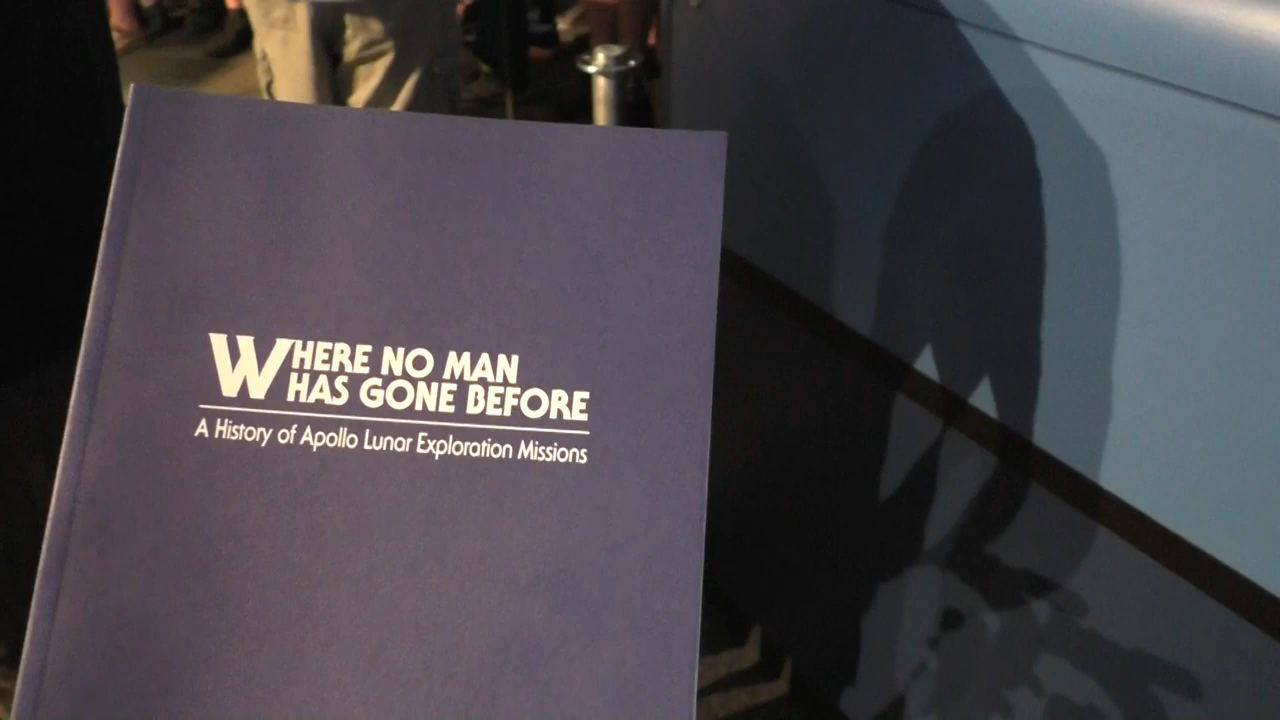 WHERE NO MAN
HAS GONE BEFORE
A History of Apollo Lunar Exploration Missions